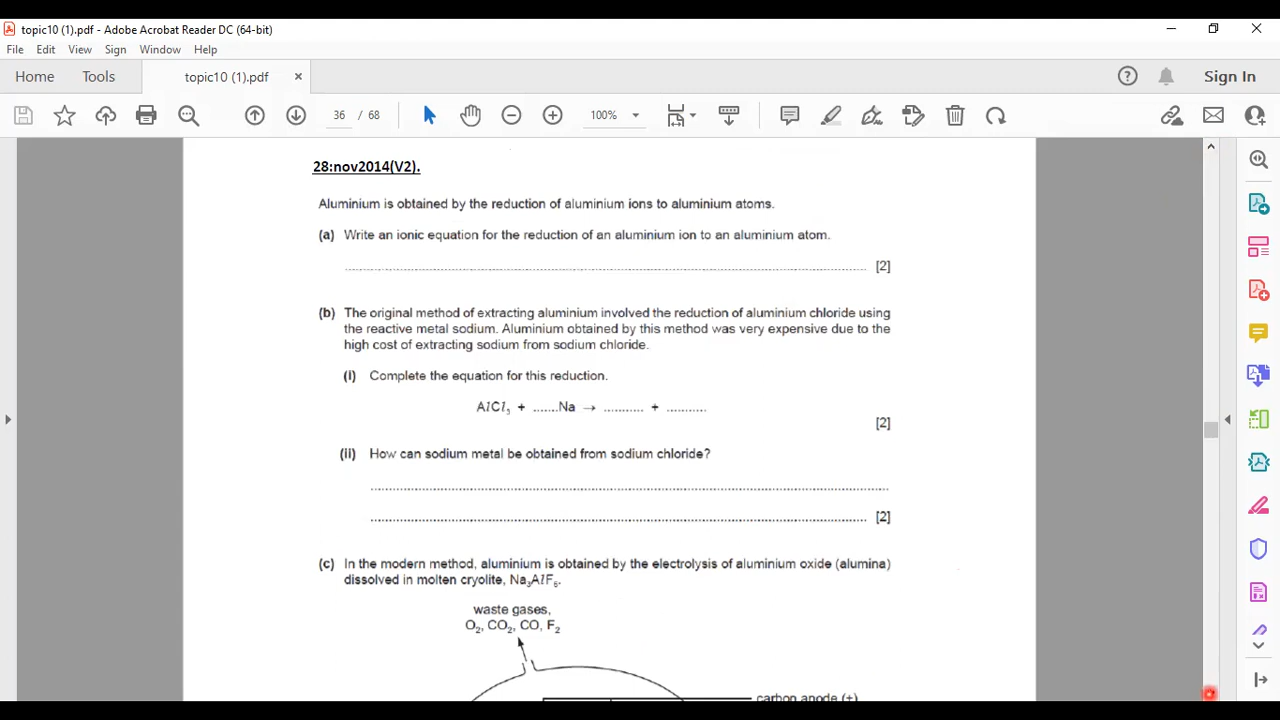 topic10 (1).pdf - Adobe Acrobat Reader DC (64-bit)
File Edit View Sign Window Help
Home Tools topic10 (1).pdf × Sign In
36 / 68 100%
28:nov2014(V2).
Aluminium is obtained by the reduction of aluminium ions to aluminium atoms.
(a) Write an ionic equation for the reduction of an aluminium ion to an aluminium atom.
[2]
(b) The original method of extracting aluminium involved the reduction of aluminium chloride using
the reactive metal sodium. Aluminium obtained by this method was very expensive due to the
high cost of extracting sodium from sodium chloride.
(i) Complete the equation for this reduction.
AlCl₃ + .......Na → ........... + ...........
[2]
(ii) How can sodium metal be obtained from sodium chloride?
[2]
(c) In the modern method, aluminium is obtained by the electrolysis of aluminium oxide (alumina)
dissolved in molten cryolite, Na₃AlF₆.
waste gases,
O₂, CO₂, CO, F₂
carbon anode (+)